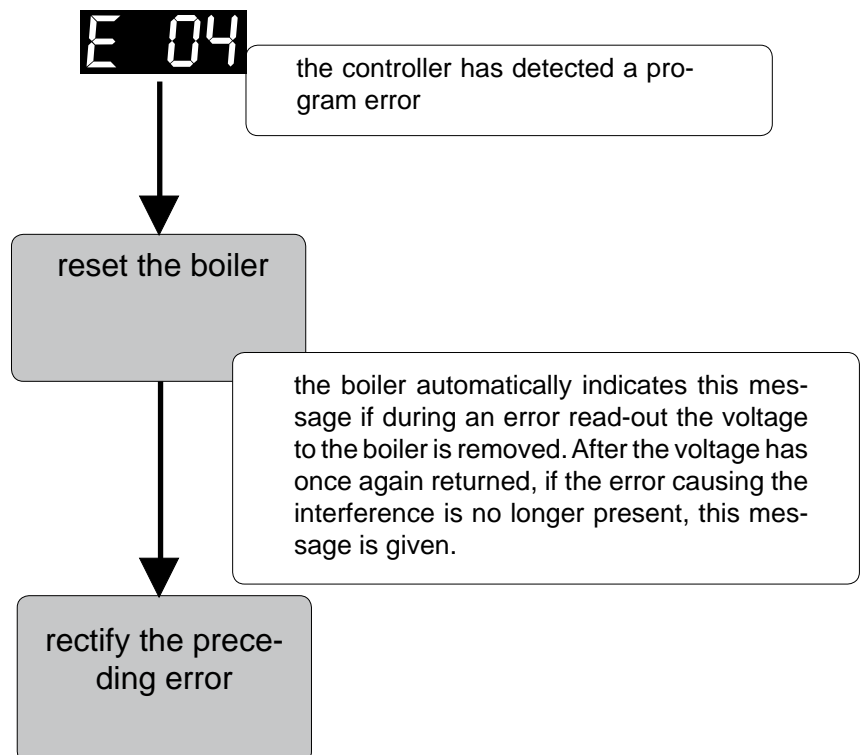 E 04
the controller has detected a pro-
gram error
reset the boiler
the boiler automatically indicates this mes-
sage if during an error read-out the voltage
to the boiler is removed. After the voltage has
once again returned, if the error causing the
interference is no longer present, this mes-
sage is given.
rectify the prece-
ding error